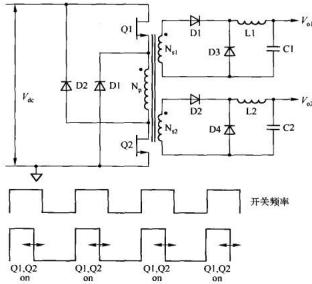 Q1
D1
L1
Vo1
Ns1
D3
C1
Vdc
D2
D1
Np
D2
L2
Vo2
Ns2
D4
C2
Q2
开关频率
Q1,Q2 on
Q1,Q2 on
Q1,Q2 on
Q1,Q2 on